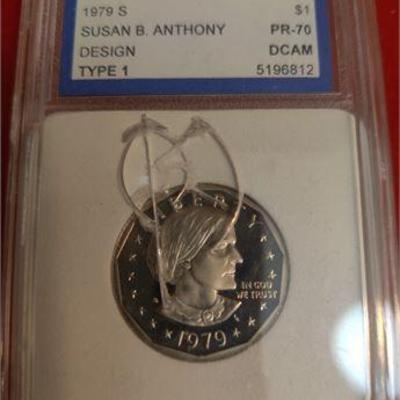 1979 S $1
SUSAN B. ANTHONY PR-70
DESIGN DCAM
TYPE 1 5196812
LIBERTY
IN GOD
WE TRUST
S
1979